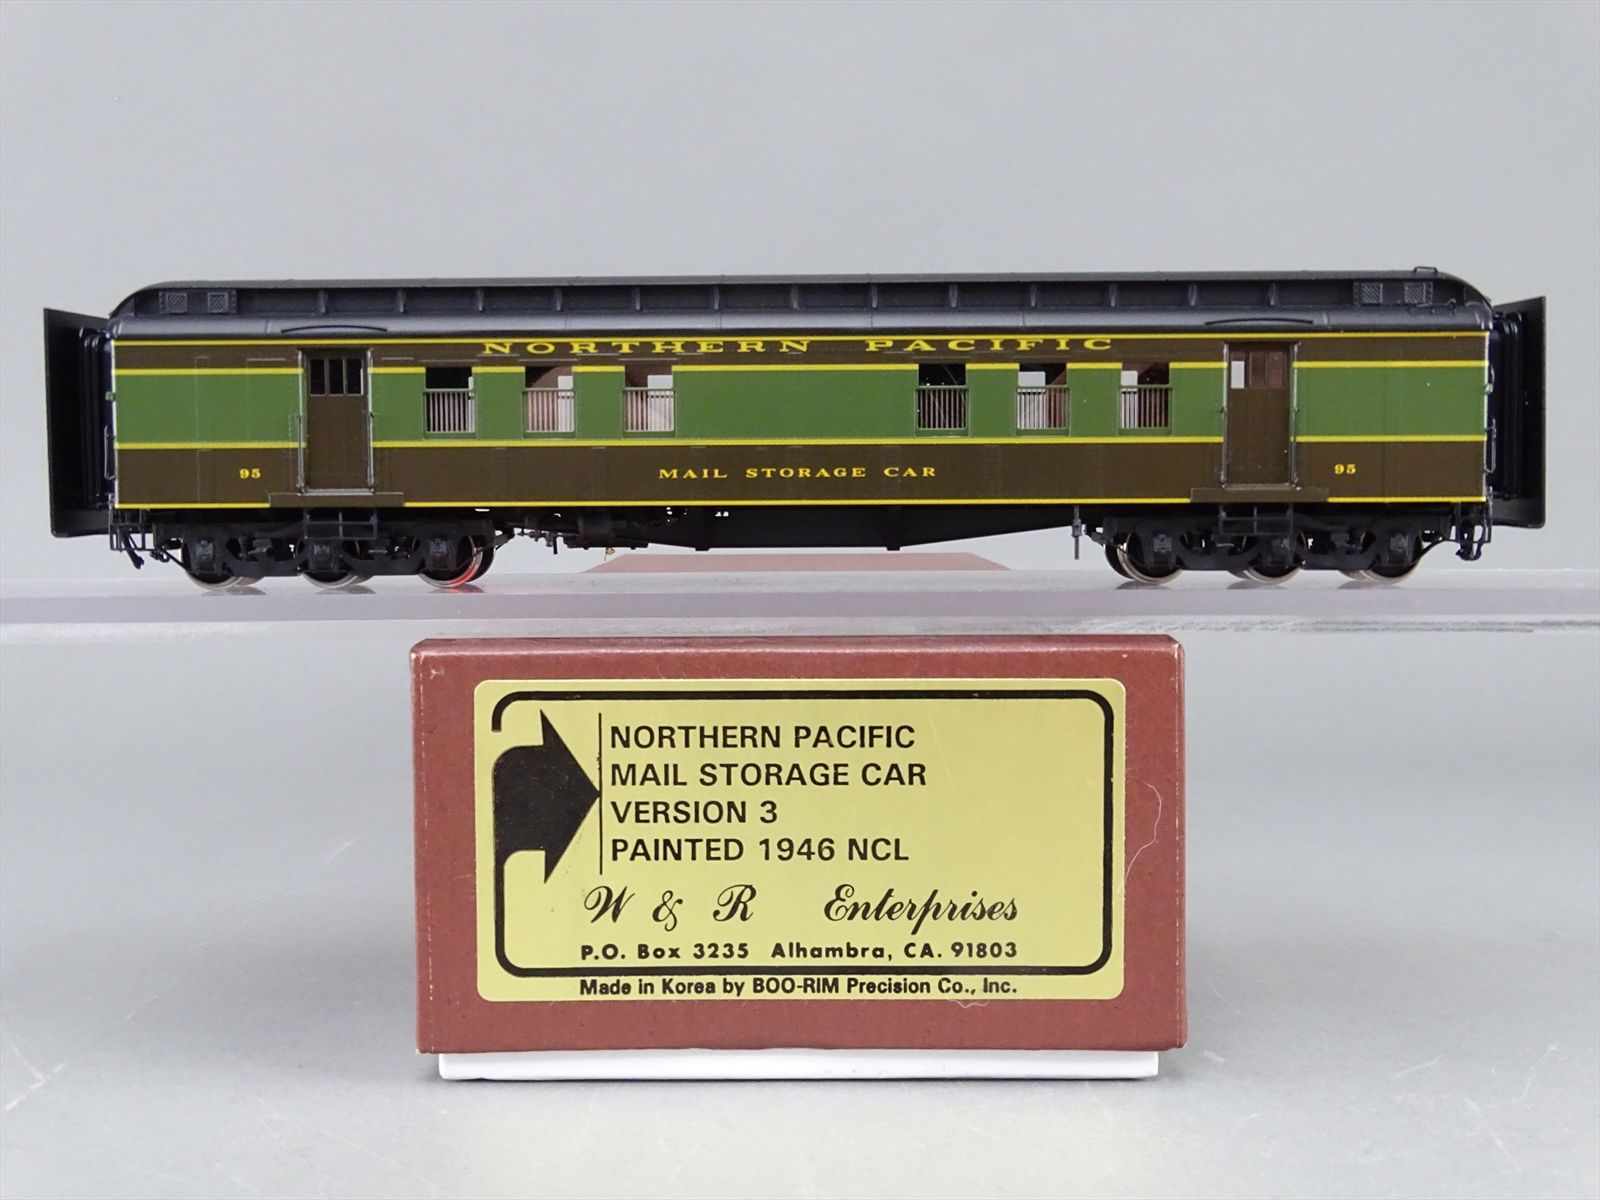 NORTHERN PACIFIC
95 MAIL STORAGE CAR 95
NORTHERN PACIFIC
MAIL STORAGE CAR
VERSION 3
PAINTED 1946 NCL
W & R Enterprises
P.O. Box 3235 Alhambra, CA. 91803
Made in Korea by BOO-RIM Precision Co., Inc.